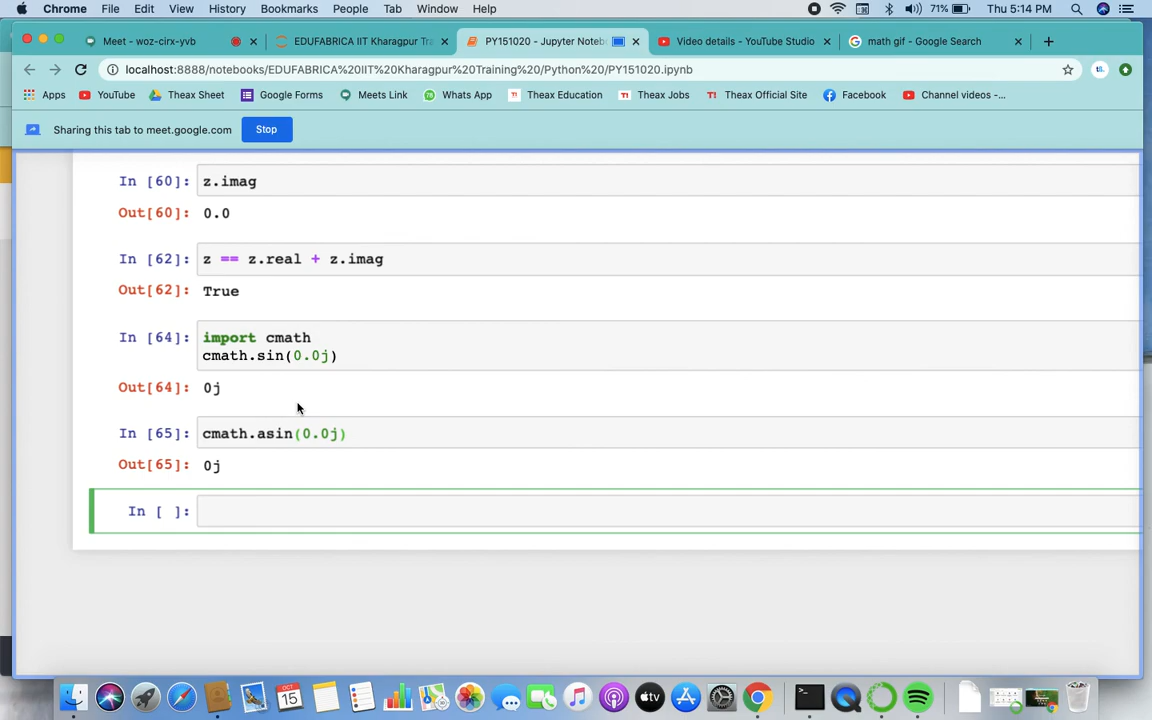 Chrome File Edit View History Bookmarks People Tab Window Help 71% Thu 5:14 PM
Meet - woz-cirx-yvb EDUFABRICA IIT Kharagpur Tra PY151020 - Jupyter Noteb Video details - YouTube Studio math gif - Google Search
localhost:8888/notebooks/EDUFABRICA%20IIT%20Kharagpur%20Training%20/Python%20/PY151020.ipynb
Apps YouTube Theax Sheet Google Forms Meets Link Whats App Theax Education Theax Jobs Theax Official Site Facebook Channel videos -...
Sharing this tab to meet.google.com Stop
In [60]: z.imag
Out[60]: 0.0
In [62]: z == z.real + z.imag
Out[62]: True
In [64]: import cmath
cmath.sin(0.0j)
Out[64]: 0j
In [65]: cmath.asin(0.0j)
Out[65]: 0j
In [ ]:
OCT
15